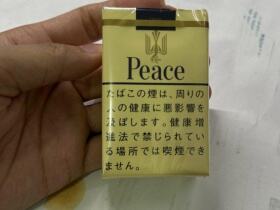 Peace
たばこの煙は、周りの
人の健康に悪影響を
及ぼします。健康増
進法で禁じられてい
る場所では喫煙でき
ません。